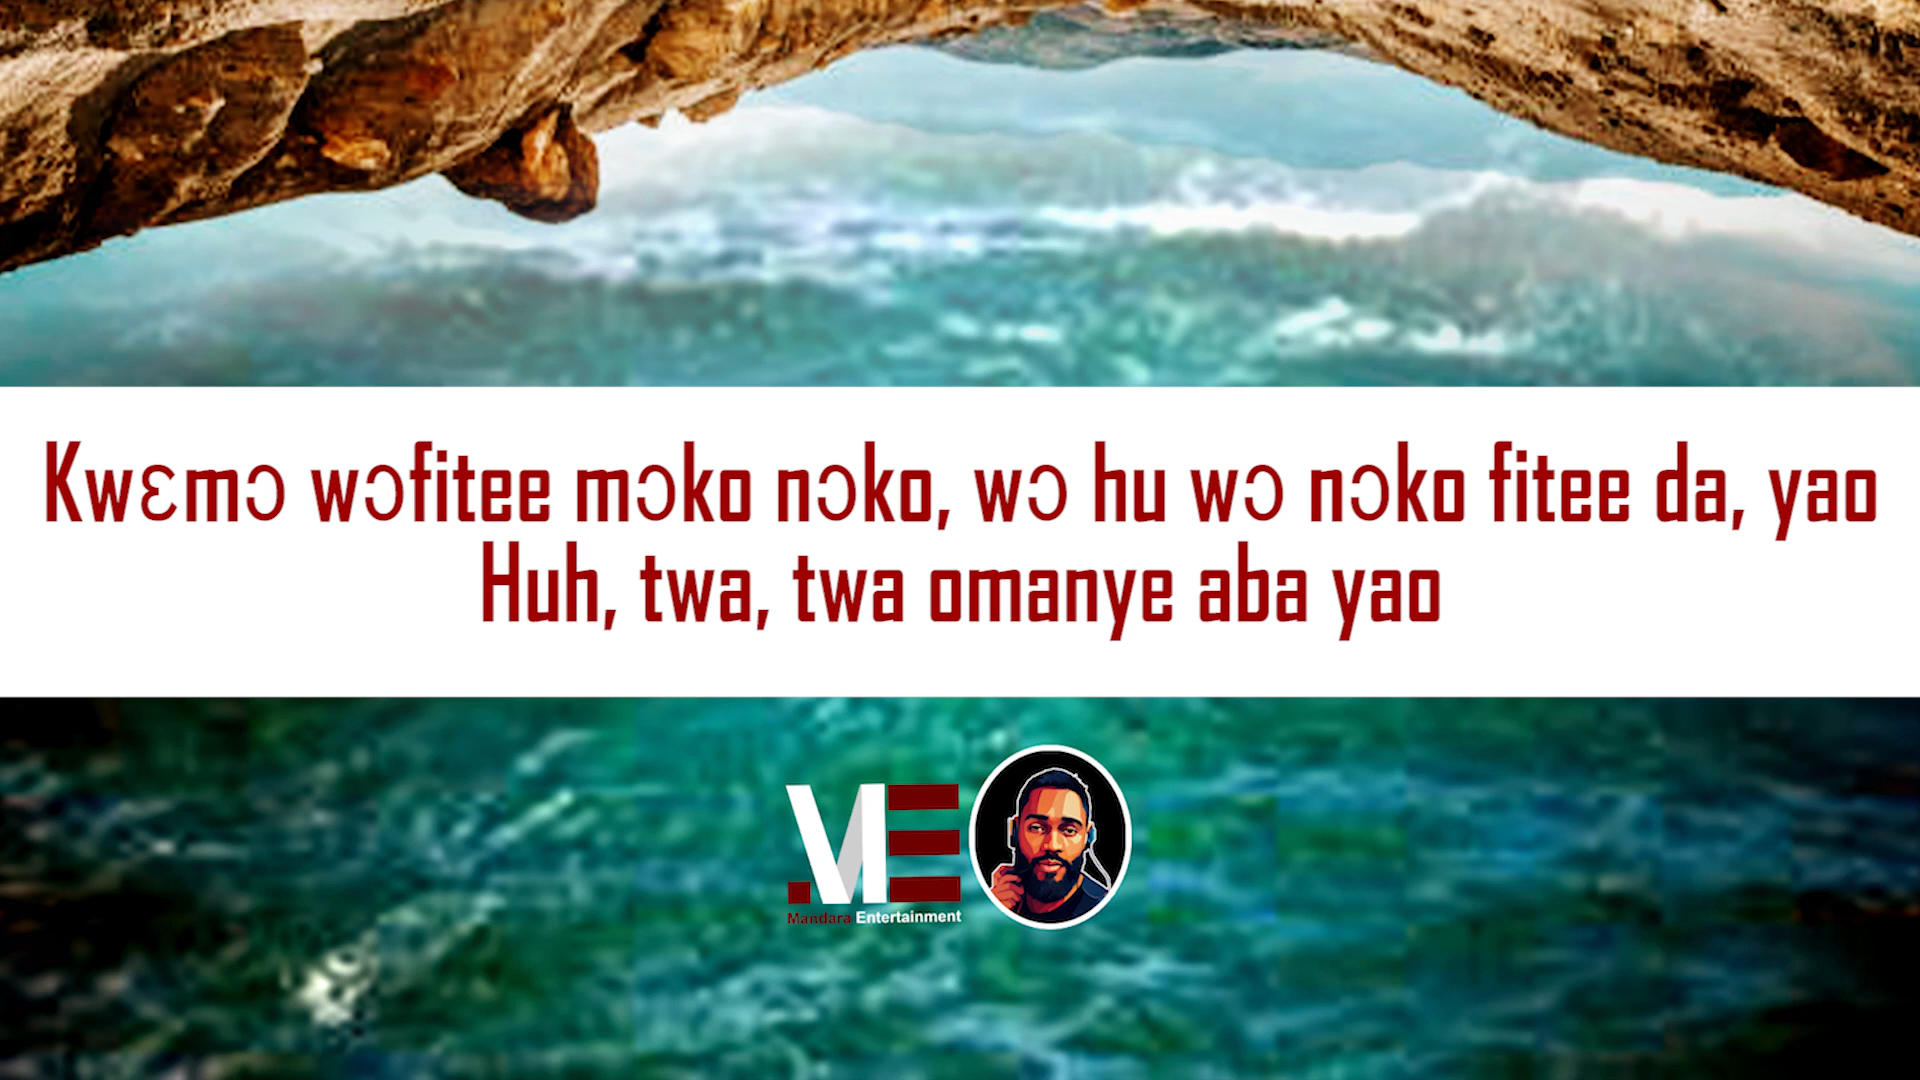 Kwɛmɔ wɔfitee mɔko nɔko, wɔ hu wɔ nɔko fitee da, yao
Huh, twa, twa omanye aba yao
Mandara Entertainment